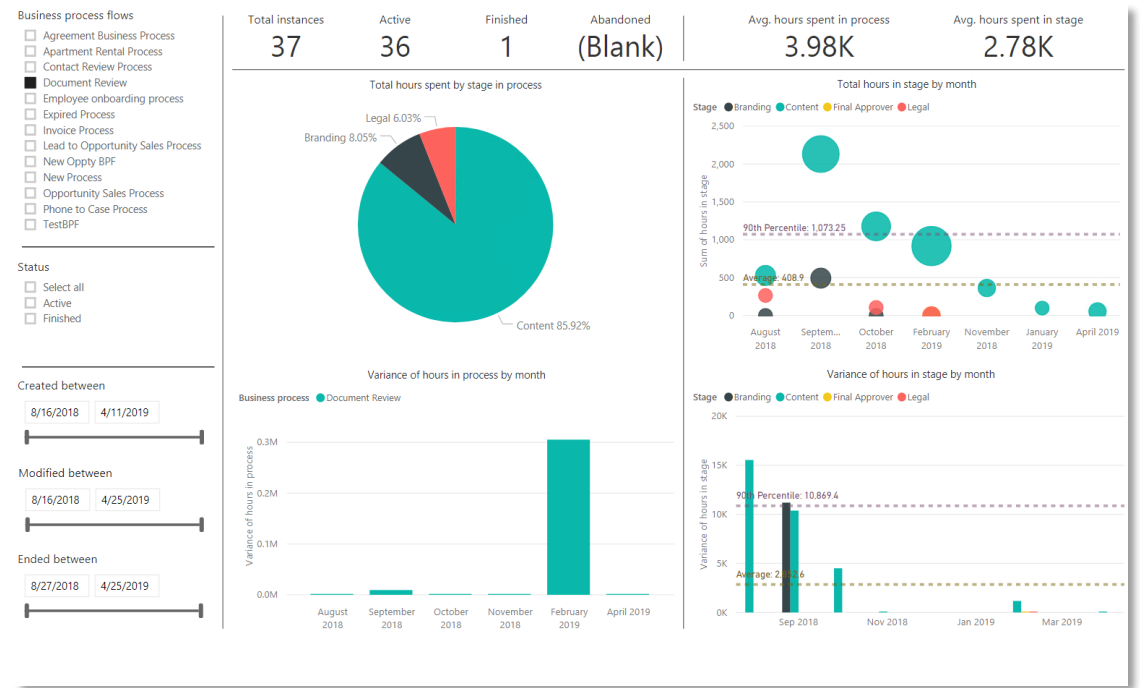 Business process flows
Agreement Business Process
Apartment Rental Process
Contact Review Process
Document Review
Employee onboarding process
Expired Process
Invoice Process
Lead to Opportunity Sales Process
New Oppty BPF
New Process
Opportunity Sales Process
Phone to Case Process
TestBPF
Status
Select all
Active
Finished
Created between
8/16/2018 4/11/2019
Modified between
8/16/2018 4/25/2019
Ended between
8/27/2018 4/25/2019
Total instances Active Finished Abandoned
37 36 1 (Blank)
Avg. hours spent in process Avg. hours spent in stage
3.98K 2.78K
Total hours spent by stage in process
Legal 6.03%
Branding 8.05%
Content 85.92%
Total hours in stage by month
Stage Branding Content Final Approver Legal
Sum of hours in stage
2,500
2,000
1,500
90th Percentile: 1,073.25
1,000
500
Average: 408.9
0
August Septem... October February November January April 2019
2018 2018 2018 2019 2018 2019
Variance of hours in process by month
Business process Document Review
Variance of hours in process
0.3M
0.2M
0.1M
0.0M
August September October November February April 2019
2018 2018 2018 2018 2019
Variance of hours in stage by month
Stage Branding Content Final Approver Legal
Variance of hours in stage
20K
15K
90th Percentile: 10,869.4
10K
5K
Average:
0K
Sep 2018 Nov 2018 Jan 2019 Mar 2019